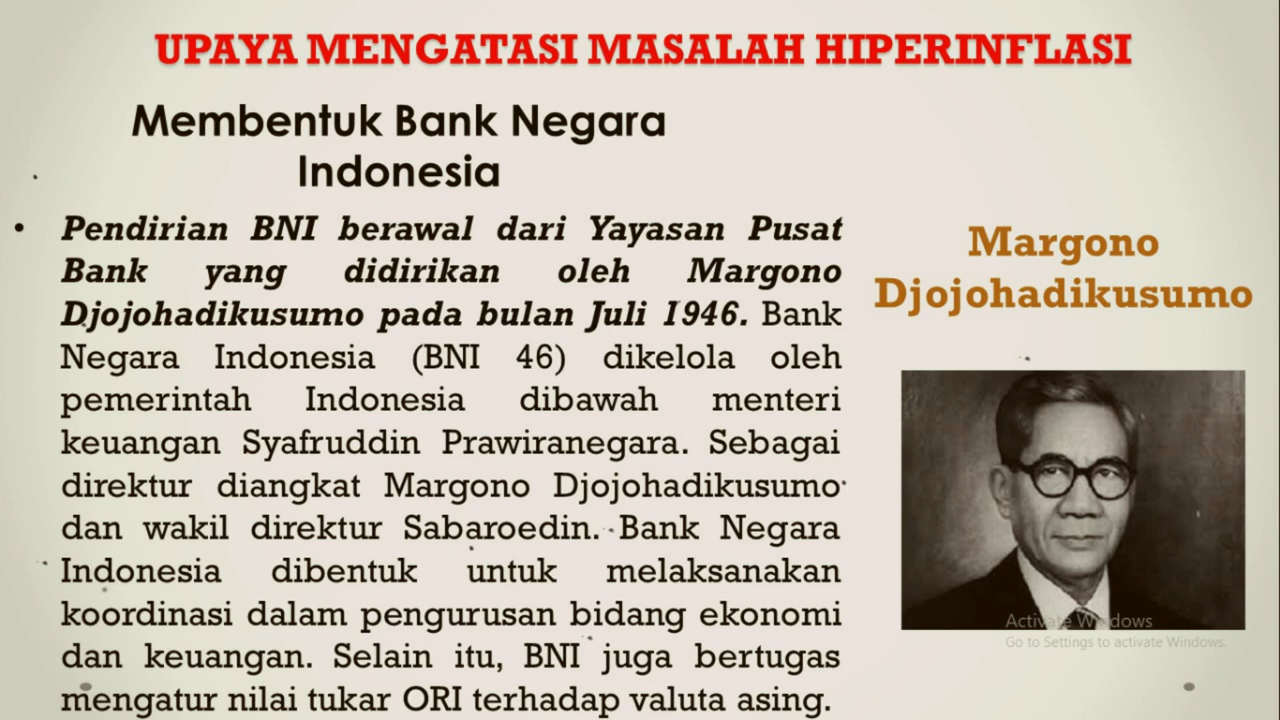 UPAYA MENGATASI MASALAH HIPERINFLASI
Membentuk Bank Negara
Indonesia
• Pendirian BNI berawal dari Yayasan Pusat
Bank yang didirikan oleh Margono
Djojohadikusumo pada bulan Juli 1946. Bank
Negara Indonesia (BNI 46) dikelola oleh
pemerintah Indonesia dibawah menteri
keuangan Syafruddin Prawiranegara. Sebagai
direktur diangkat Margono Djojohadikusumo
dan wakil direktur Sabaroedin. Bank Negara
Indonesia dibentuk untuk melaksanakan
koordinasi dalam pengurusan bidang ekonomi
dan keuangan. Selain itu, BNI juga bertugas
mengatur nilai tukar ORI terhadap valuta asing.
Margono
Djojohadikusumo
Activate Windows
Go to Settings to activate Windows.